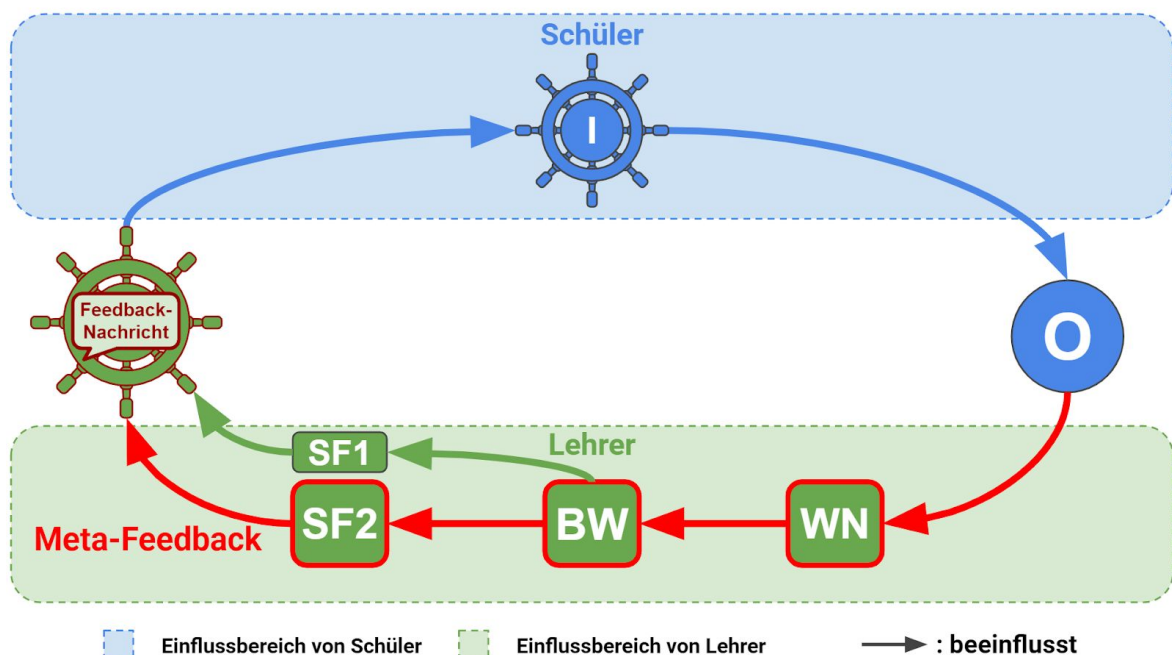 Schüler
I
Feedback-
Nachricht
O
Lehrer
SF1
SF2
BW
WN
Meta-Feedback
Einflussbereich von Schüler
Einflussbereich von Lehrer
: beeinflusst